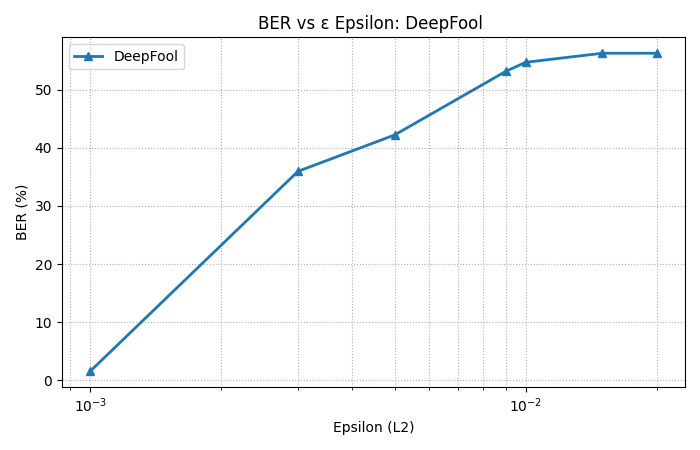 BER vs ε Epsilon: DeepFool
DeepFool
BER (%)
50
40
30
20
10
0
10⁻³
10⁻²
Epsilon (L2)